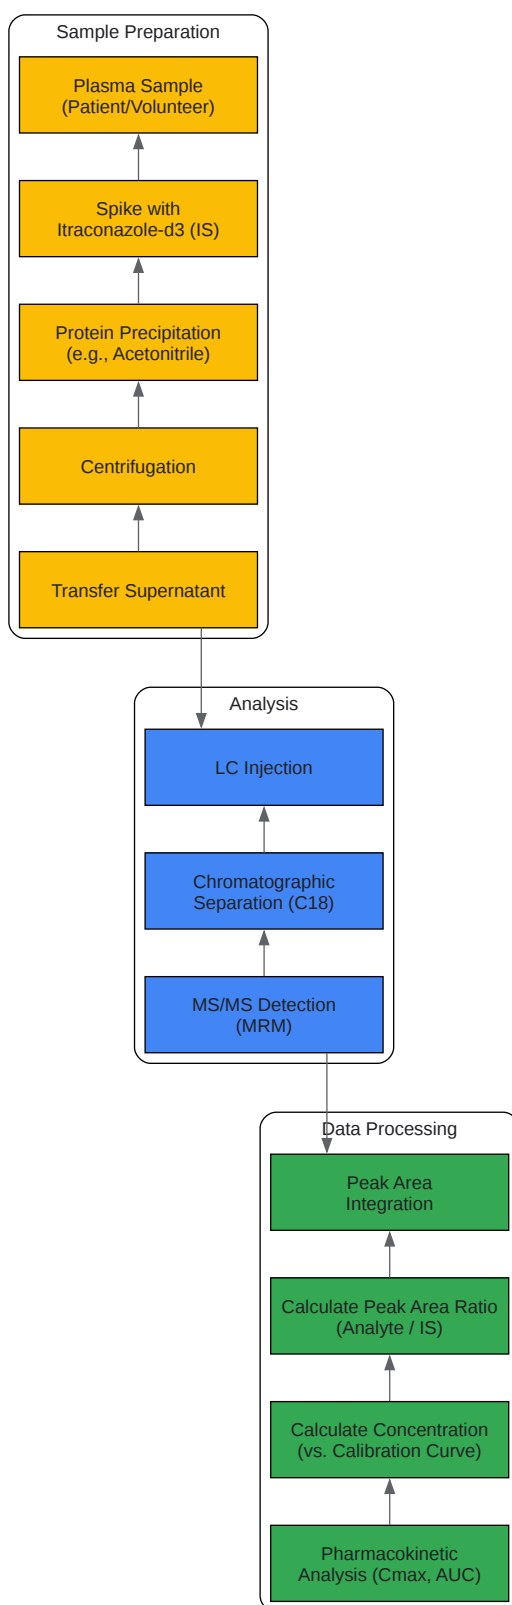 Sample Preparation
Plasma Sample
(Patient/Volunteer)
Spike with
Itraconazole-d3 (IS)
Protein Precipitation
(e.g., Acetonitrile)
Centrifugation
Transfer Supernatant
Analysis
LC Injection
Chromatographic
Separation (C18)
MS/MS Detection
(MRM)
Data Processing
Peak Area
Integration
Calculate Peak Area Ratio
(Analyte / IS)
Calculate Concentration
(vs. Calibration Curve)
Pharmacokinetic
Analysis (Cmax, AUC)